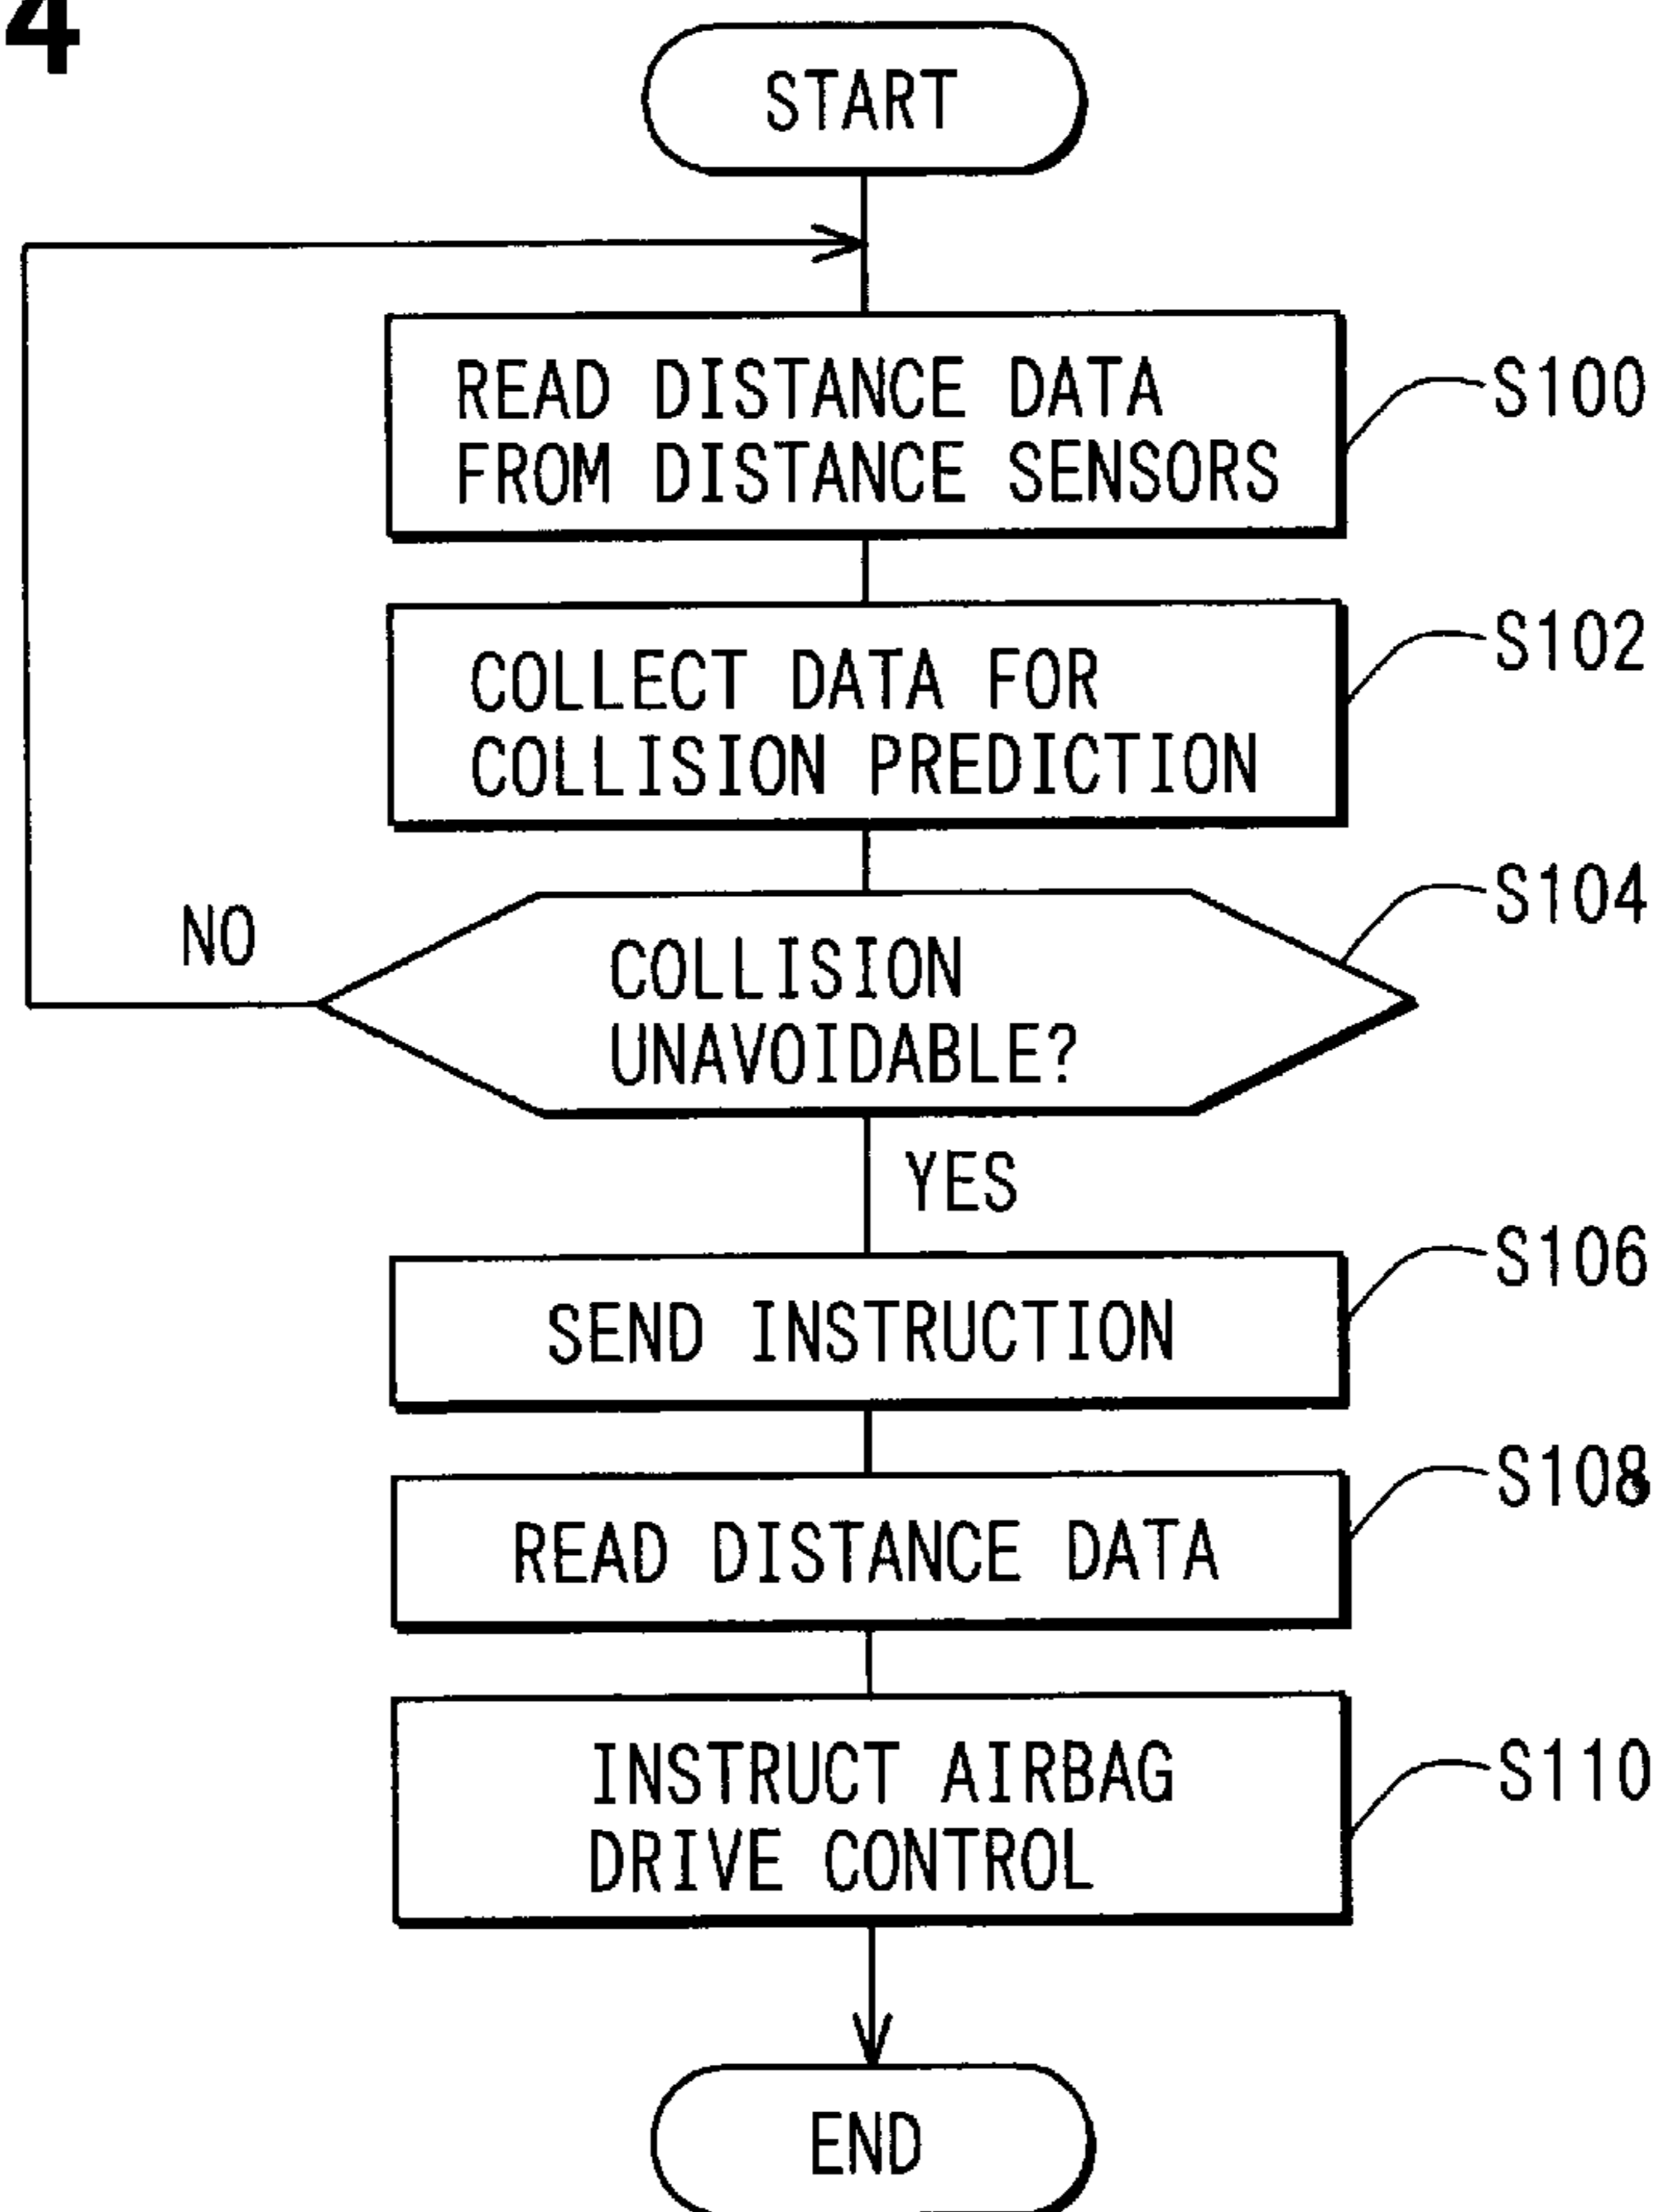 4
START
READ DISTANCE DATA
FROM DISTANCE SENSORS
S100
COLLECT DATA FOR
COLLISION PREDICTION
S102
S104
NO
COLLISION
UNAVOIDABLE?
YES
S106
SEND INSTRUCTION
S108
READ DISTANCE DATA
INSTRUCT AIRBAG
DRIVE CONTROL
S110
END